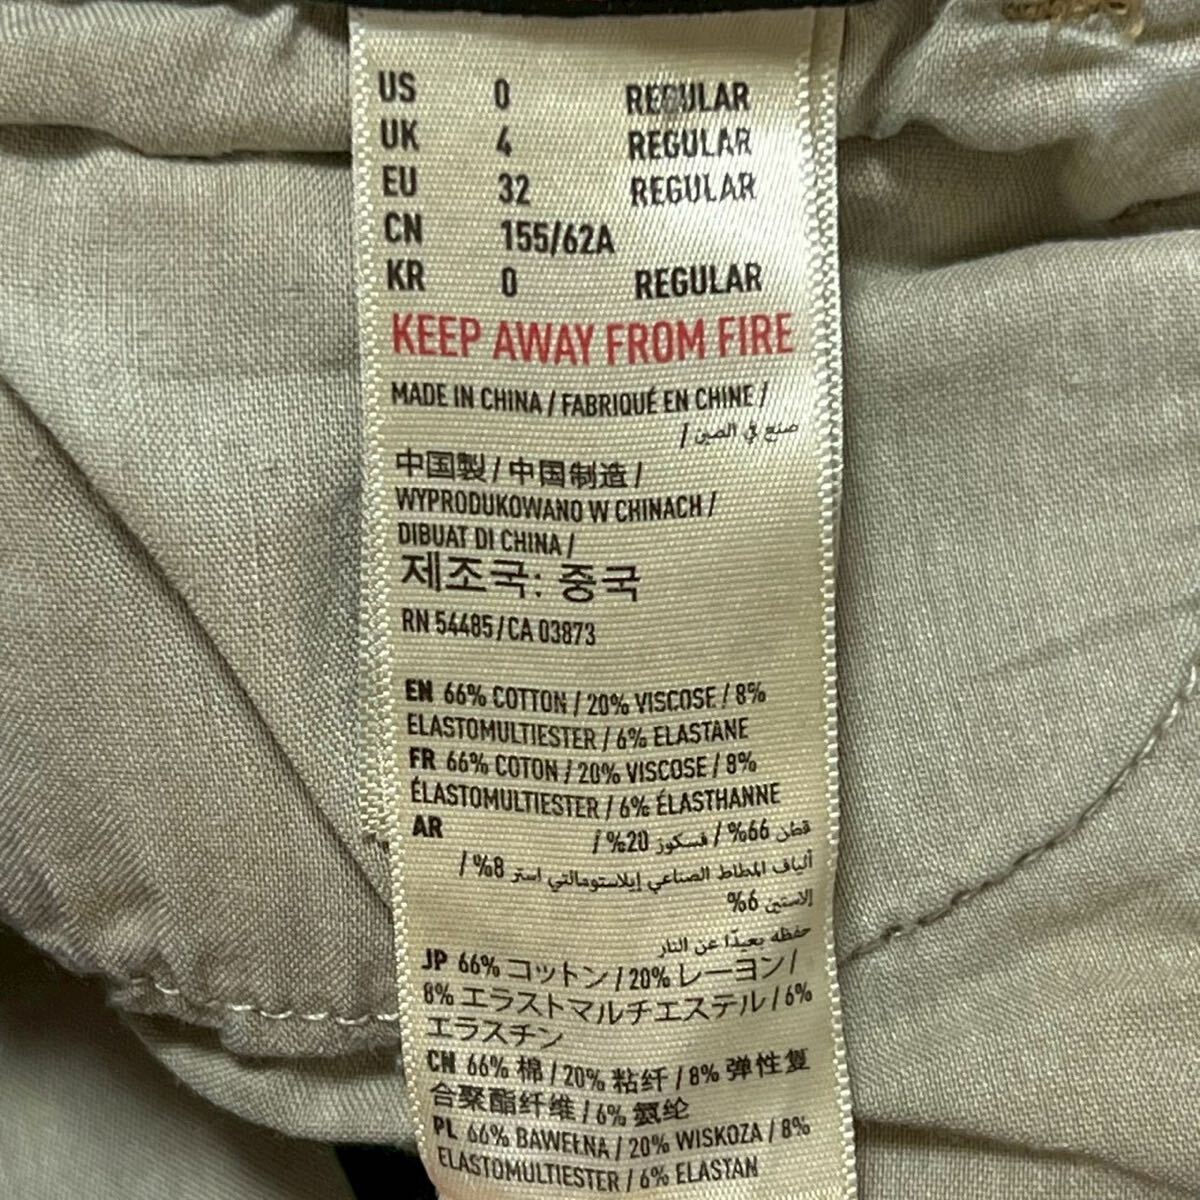 US 0 REGULAR
UK 4 REGULAR
EU 32 REGULAR
CN 155/62A
KR 0 REGULAR
KEEP AWAY FROM FIRE
MADE IN CHINA / FABRIQUÉ EN CHINE /
صنع في الصين /
中国製 / 中国制造 /
WYPRODUKOWANO W CHINACH /
DIBUAT DI CHINA /
제조국: 중국
RN 54485 / CA 03873
EN 66% COTTON / 20% VISCOSE / 8%
ELASTOMULTIESTER / 6% ELASTANE
FR 66% COTON / 20% VISCOSE / 8%
ÉLASTOMULTIESTER / 6% ÉLASTHANNE
AR قطن 66% / فسكوز 20% /
ألياف المطاط الصناعي إيلاستومالتي استر 8% /
إلاستين 6%
حفظه بعيدًا عن النار
JP 66% コットン / 20% レーヨン /
8% エラストマルチエステル / 6%
エラスチン
CN 66% 棉 / 20% 粘纤 / 8% 弹性复
合聚酯纤维 / 6% 氨纶
PL 66% BAWEŁNA / 20% WISKOZA / 8%
ELASTOMULTIESTER / 6% ELASTAN